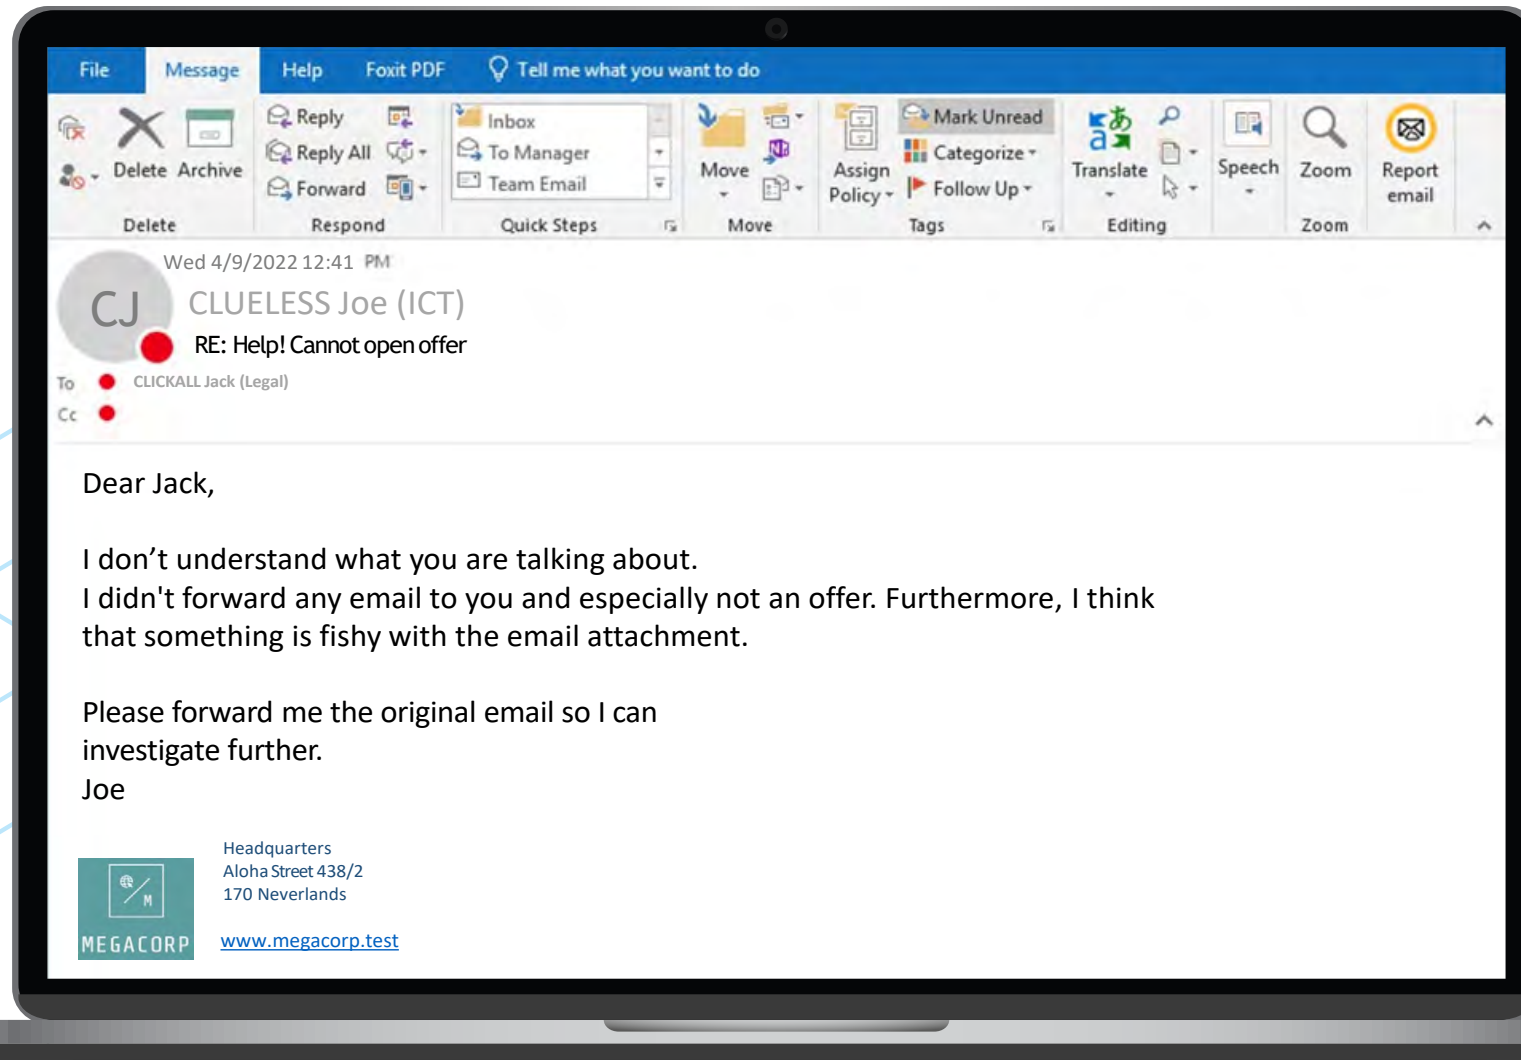 File Message Help Foxit PDF Tell me what you want to do
Delete Archive
Reply
Reply All
Forward
Inbox
To Manager
Team Email
Move
Assign Policy
Mark Unread
Categorize
Follow Up
Translate
Speech
Zoom
Report email
Delete Respond Quick Steps Move Tags Editing Zoom
Wed 4/9/2022 12:41 PM
CJ
CLUELESS Joe (ICT)
RE: Help! Cannot open offer
To CLICKALL Jack (Legal)
Cc
Dear Jack,
I don’t understand what you are talking about.
I didn't forward any email to you and especially not an offer. Furthermore, I think
that something is fishy with the email attachment.
Please forward me the original email so I can
investigate further.
Joe
M
MEGACORP
Headquarters
Aloha Street 438/2
170 Neverlands
www.megacorp.test